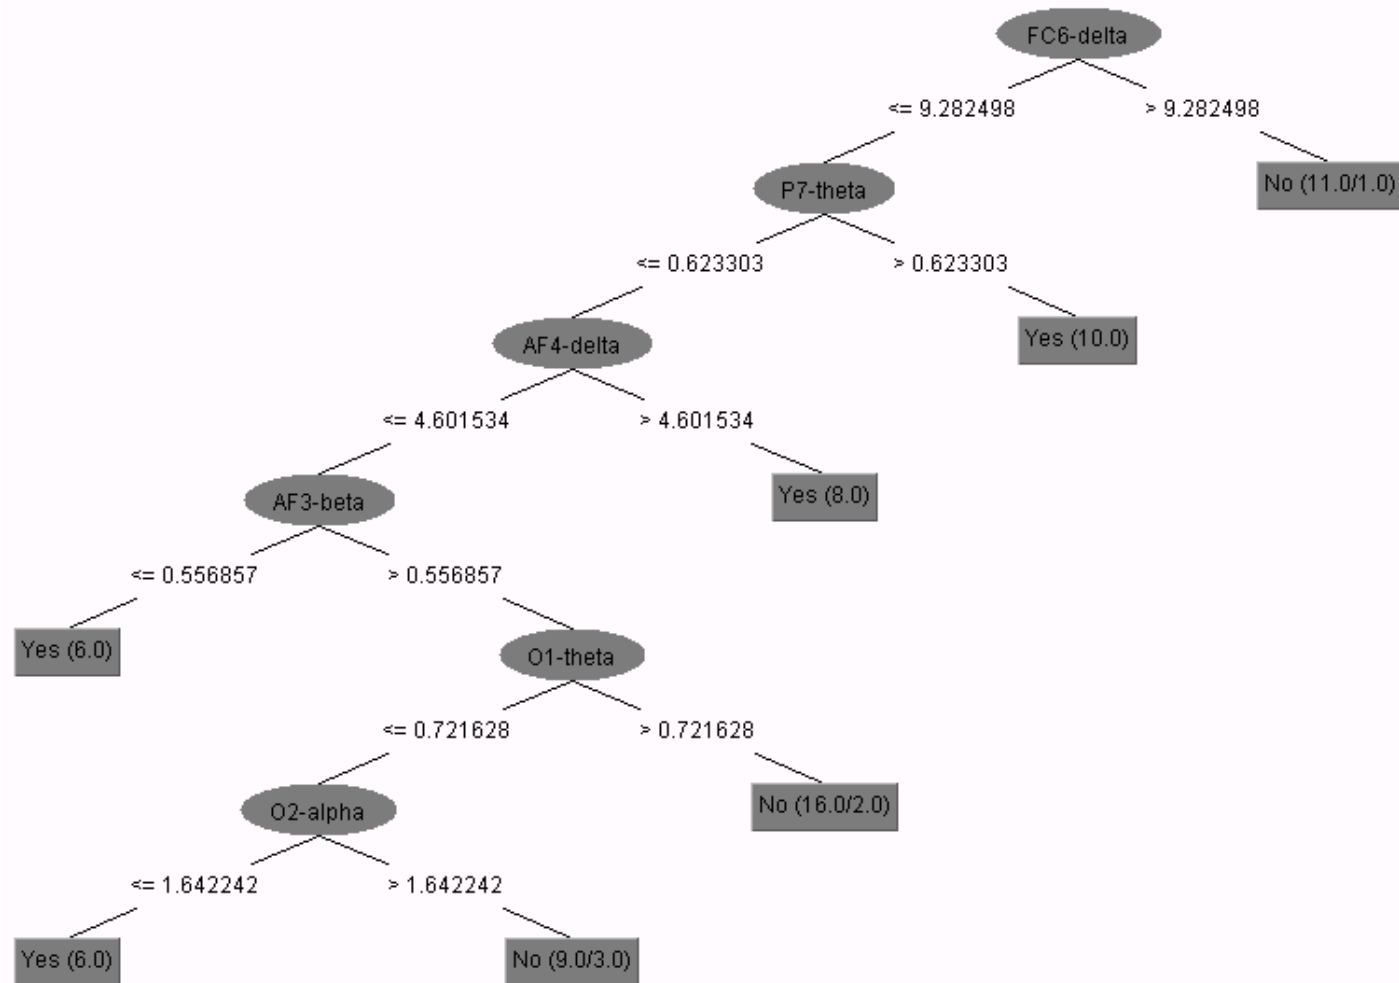 FC6-delta
<= 9.282498
> 9.282498
P7-theta
No (11.0/1.0)
<= 0.623303
> 0.623303
AF4-delta
Yes (10.0)
<= 4.601534
> 4.601534
AF3-beta
Yes (8.0)
<= 0.556857
> 0.556857
Yes (6.0)
O1-theta
<= 0.721628
> 0.721628
O2-alpha
No (16.0/2.0)
<= 1.642242
> 1.642242
Yes (6.0)
No (9.0/3.0)